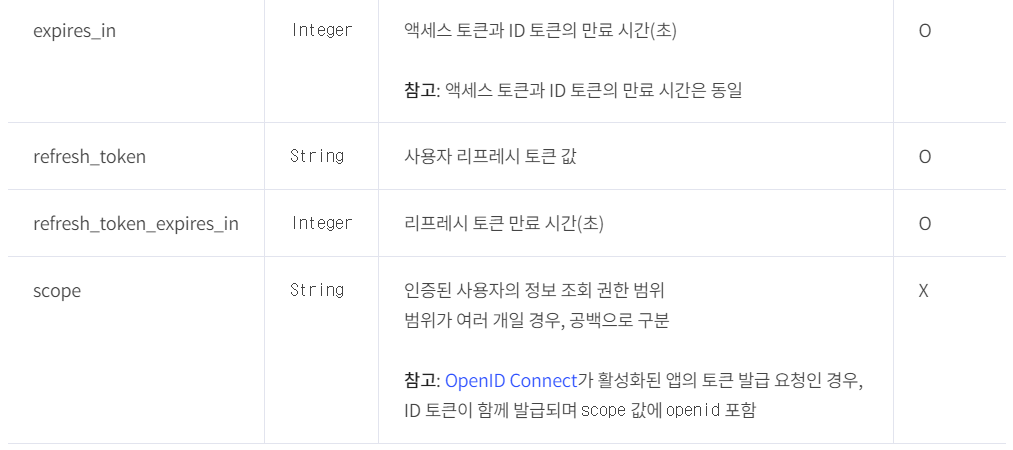 expires_in Integer 액세스 토큰과 ID 토큰의 만료 시간(초) O
참고: 액세스 토큰과 ID 토큰의 만료 시간은 동일
refresh_token String 사용자 리프레시 토큰 값 O
refresh_token_expires_in Integer 리프레시 토큰 만료 시간(초) O
scope String 인증된 사용자의 정보 조회 권한 범위 X
범위가 여러 개일 경우, 공백으로 구분
참고: OpenID Connect가 활성화된 앱의 토큰 발급 요청인 경우,
ID 토큰이 함께 발급되며 scope 값에 openid 포함